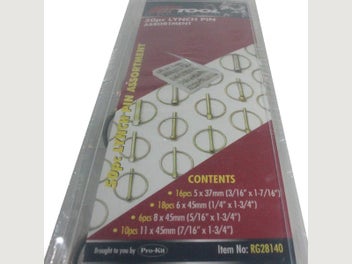 TOOL
50pc LYNCH PIN
ASSORTMENT
50pc LYNCH PIN ASSORTMENT
CONTENTS
• 16pcs 5 x 37mm (3/16" x 1-7/16")
• 18pcs 6 x 45mm (1/4" x 1-3/4")
• 6pcs 8 x 45mm (5/16" x 1-3/4")
• 10pcs 11 x 45mm (7/16" x 1-3/4")
Brought to you by Pro-Kit
Item No: RG28140